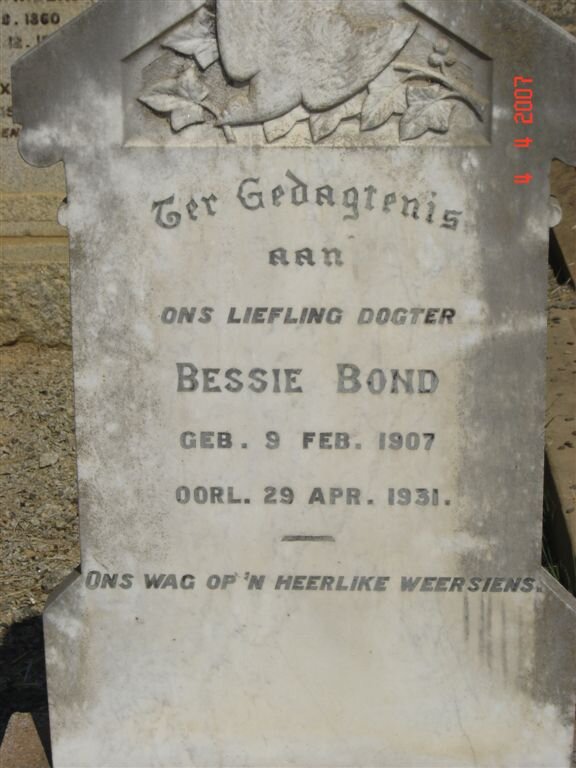 . 1860
4 4 2007
Ter Gedagtenis
aan
ONS LIEFLING DOGTER
BESSIE BOND
GEB. 9 FEB. 1907
OORL. 29 APR. 1931.
ONS WAG OP 'N HEERLIKE WEERSIENS.